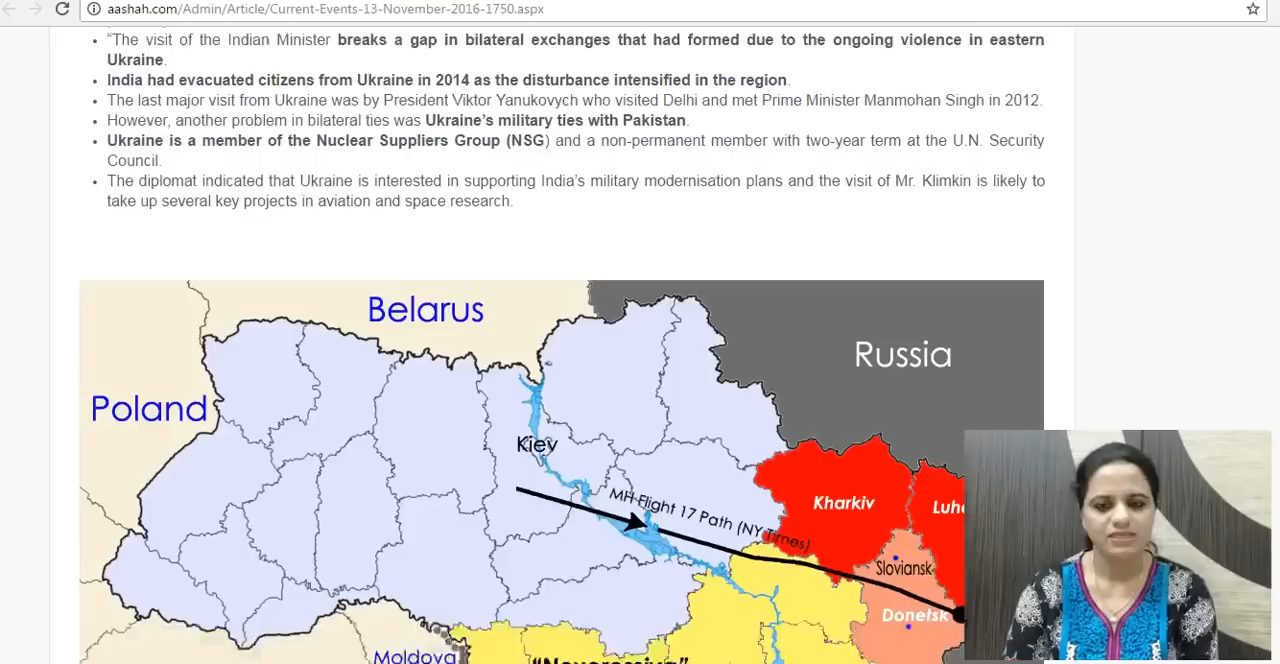 aashah.com/Admin/Article/Current-Events-13-November-2016-1750.aspx
• “The visit of the Indian Minister breaks a gap in bilateral exchanges that had formed due to the ongoing violence in eastern
Ukraine.
• India had evacuated citizens from Ukraine in 2014 as the disturbance intensified in the region.
• The last major visit from Ukraine was by President Viktor Yanukovych who visited Delhi and met Prime Minister Manmohan Singh in 2012.
• However, another problem in bilateral ties was Ukraine’s military ties with Pakistan.
• Ukraine is a member of the Nuclear Suppliers Group (NSG) and a non-permanent member with two-year term at the U.N. Security
Council.
• The diplomat indicated that Ukraine is interested in supporting India’s military modernisation plans and the visit of Mr. Klimkin is likely to
take up several key projects in aviation and space research.
Belarus
Russia
Poland
Kiev
MH Flight 17 Path (NY Times)
Kharkiv
Luh
Sloviansk
Donetsk
Moldova